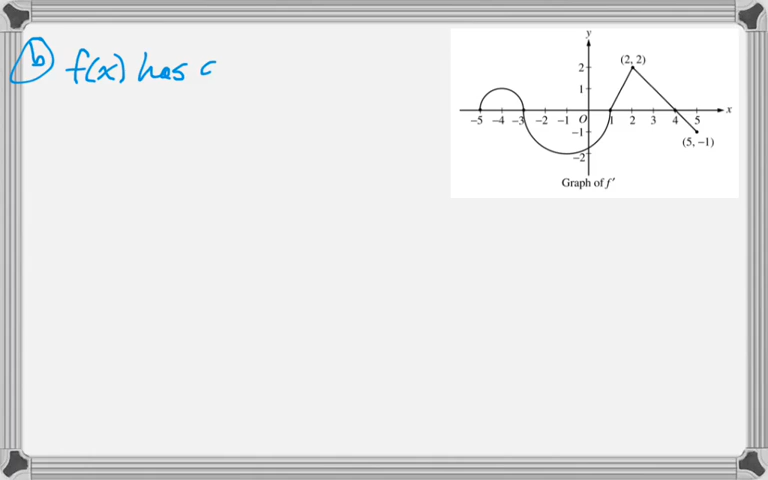 b f(x) has a
y
(2, 2)
2
1
-5 -4 -3 -2 -1 O 1 2 3 4 5 x
-1
(5, -1)
-2
Graph of f'